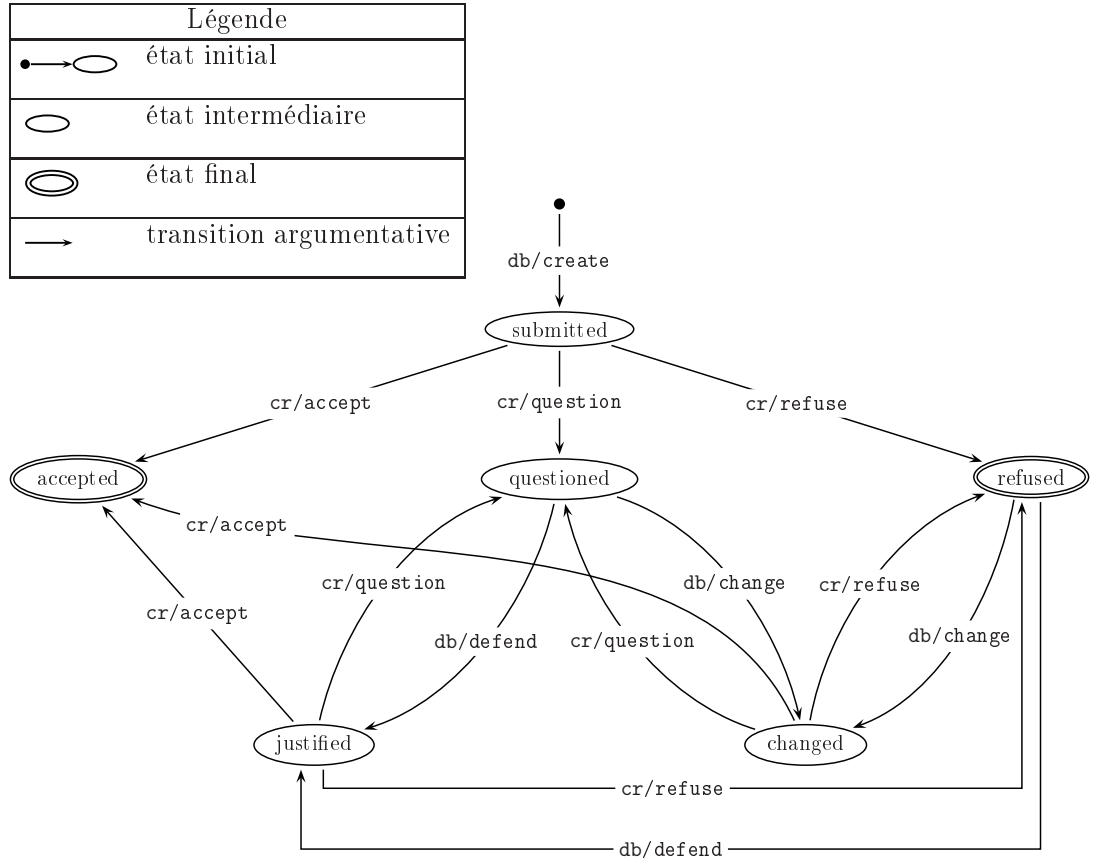 Légende
état initial
état intermédiaire
état final
transition argumentative
db/create
submitted
cr/accept
cr/question
cr/refuse
accepted
questioned
refused
cr/accept
cr/question
db/change
cr/refuse
cr/accept
db/defend
cr/question
db/change
justified
changed
cr/refuse
db/defend